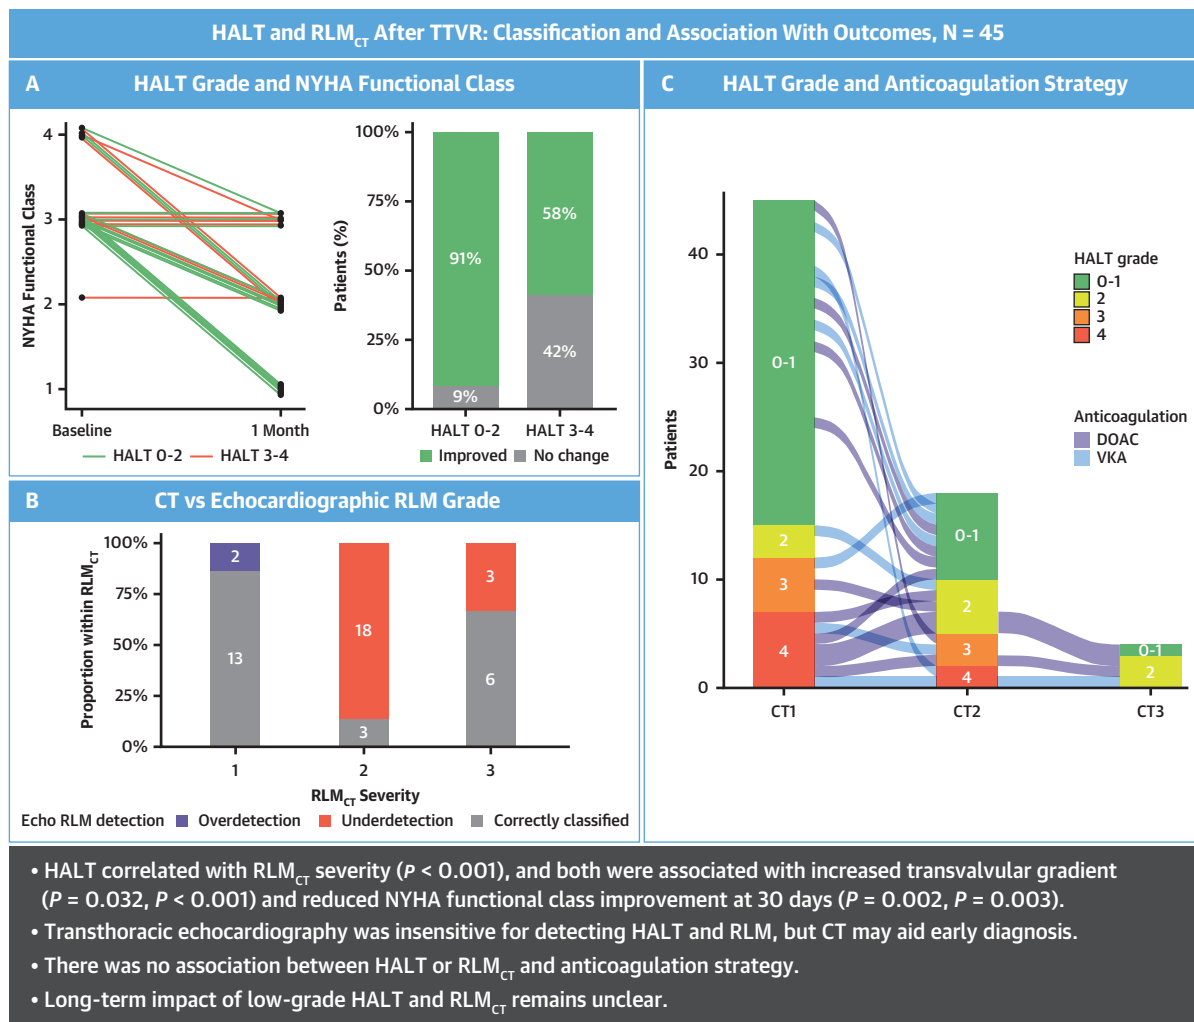 HALT and RLMCT After TTVR: Classification and Association With Outcomes, N = 45
A HALT Grade and NYHA Functional Class
NYHA Functional Class
4
3
2
1
Baseline 1 Month
HALT 0-2 HALT 3-4
Patients (%)
100%
75%
50%
25%
0%
91%
9%
58%
42%
HALT 0-2 HALT 3-4
Improved No change
B CT vs Echocardiographic RLM Grade
Proportion within RLMCT
100%
75%
50%
25%
0%
2
13
18
3
3
6
1 2 3
RLMCT Severity
Echo RLM detection Overdetection Underdetection Correctly classified
C HALT Grade and Anticoagulation Strategy
Patients
40
30
20
10
0
0-1
2
3
4
0-1
2
3
4
0-1
2
CT1 CT2 CT3
HALT grade
0-1
2
3
4
Anticoagulation
DOAC
VKA
• HALT correlated with RLMCT severity (P < 0.001), and both were associated with increased transvalvular gradient
(P = 0.032, P < 0.001) and reduced NYHA functional class improvement at 30 days (P = 0.002, P = 0.003).
• Transthoracic echocardiography was insensitive for detecting HALT and RLM, but CT may aid early diagnosis.
• There was no association between HALT or RLMCT and anticoagulation strategy.
• Long-term impact of low-grade HALT and RLMCT remains unclear.